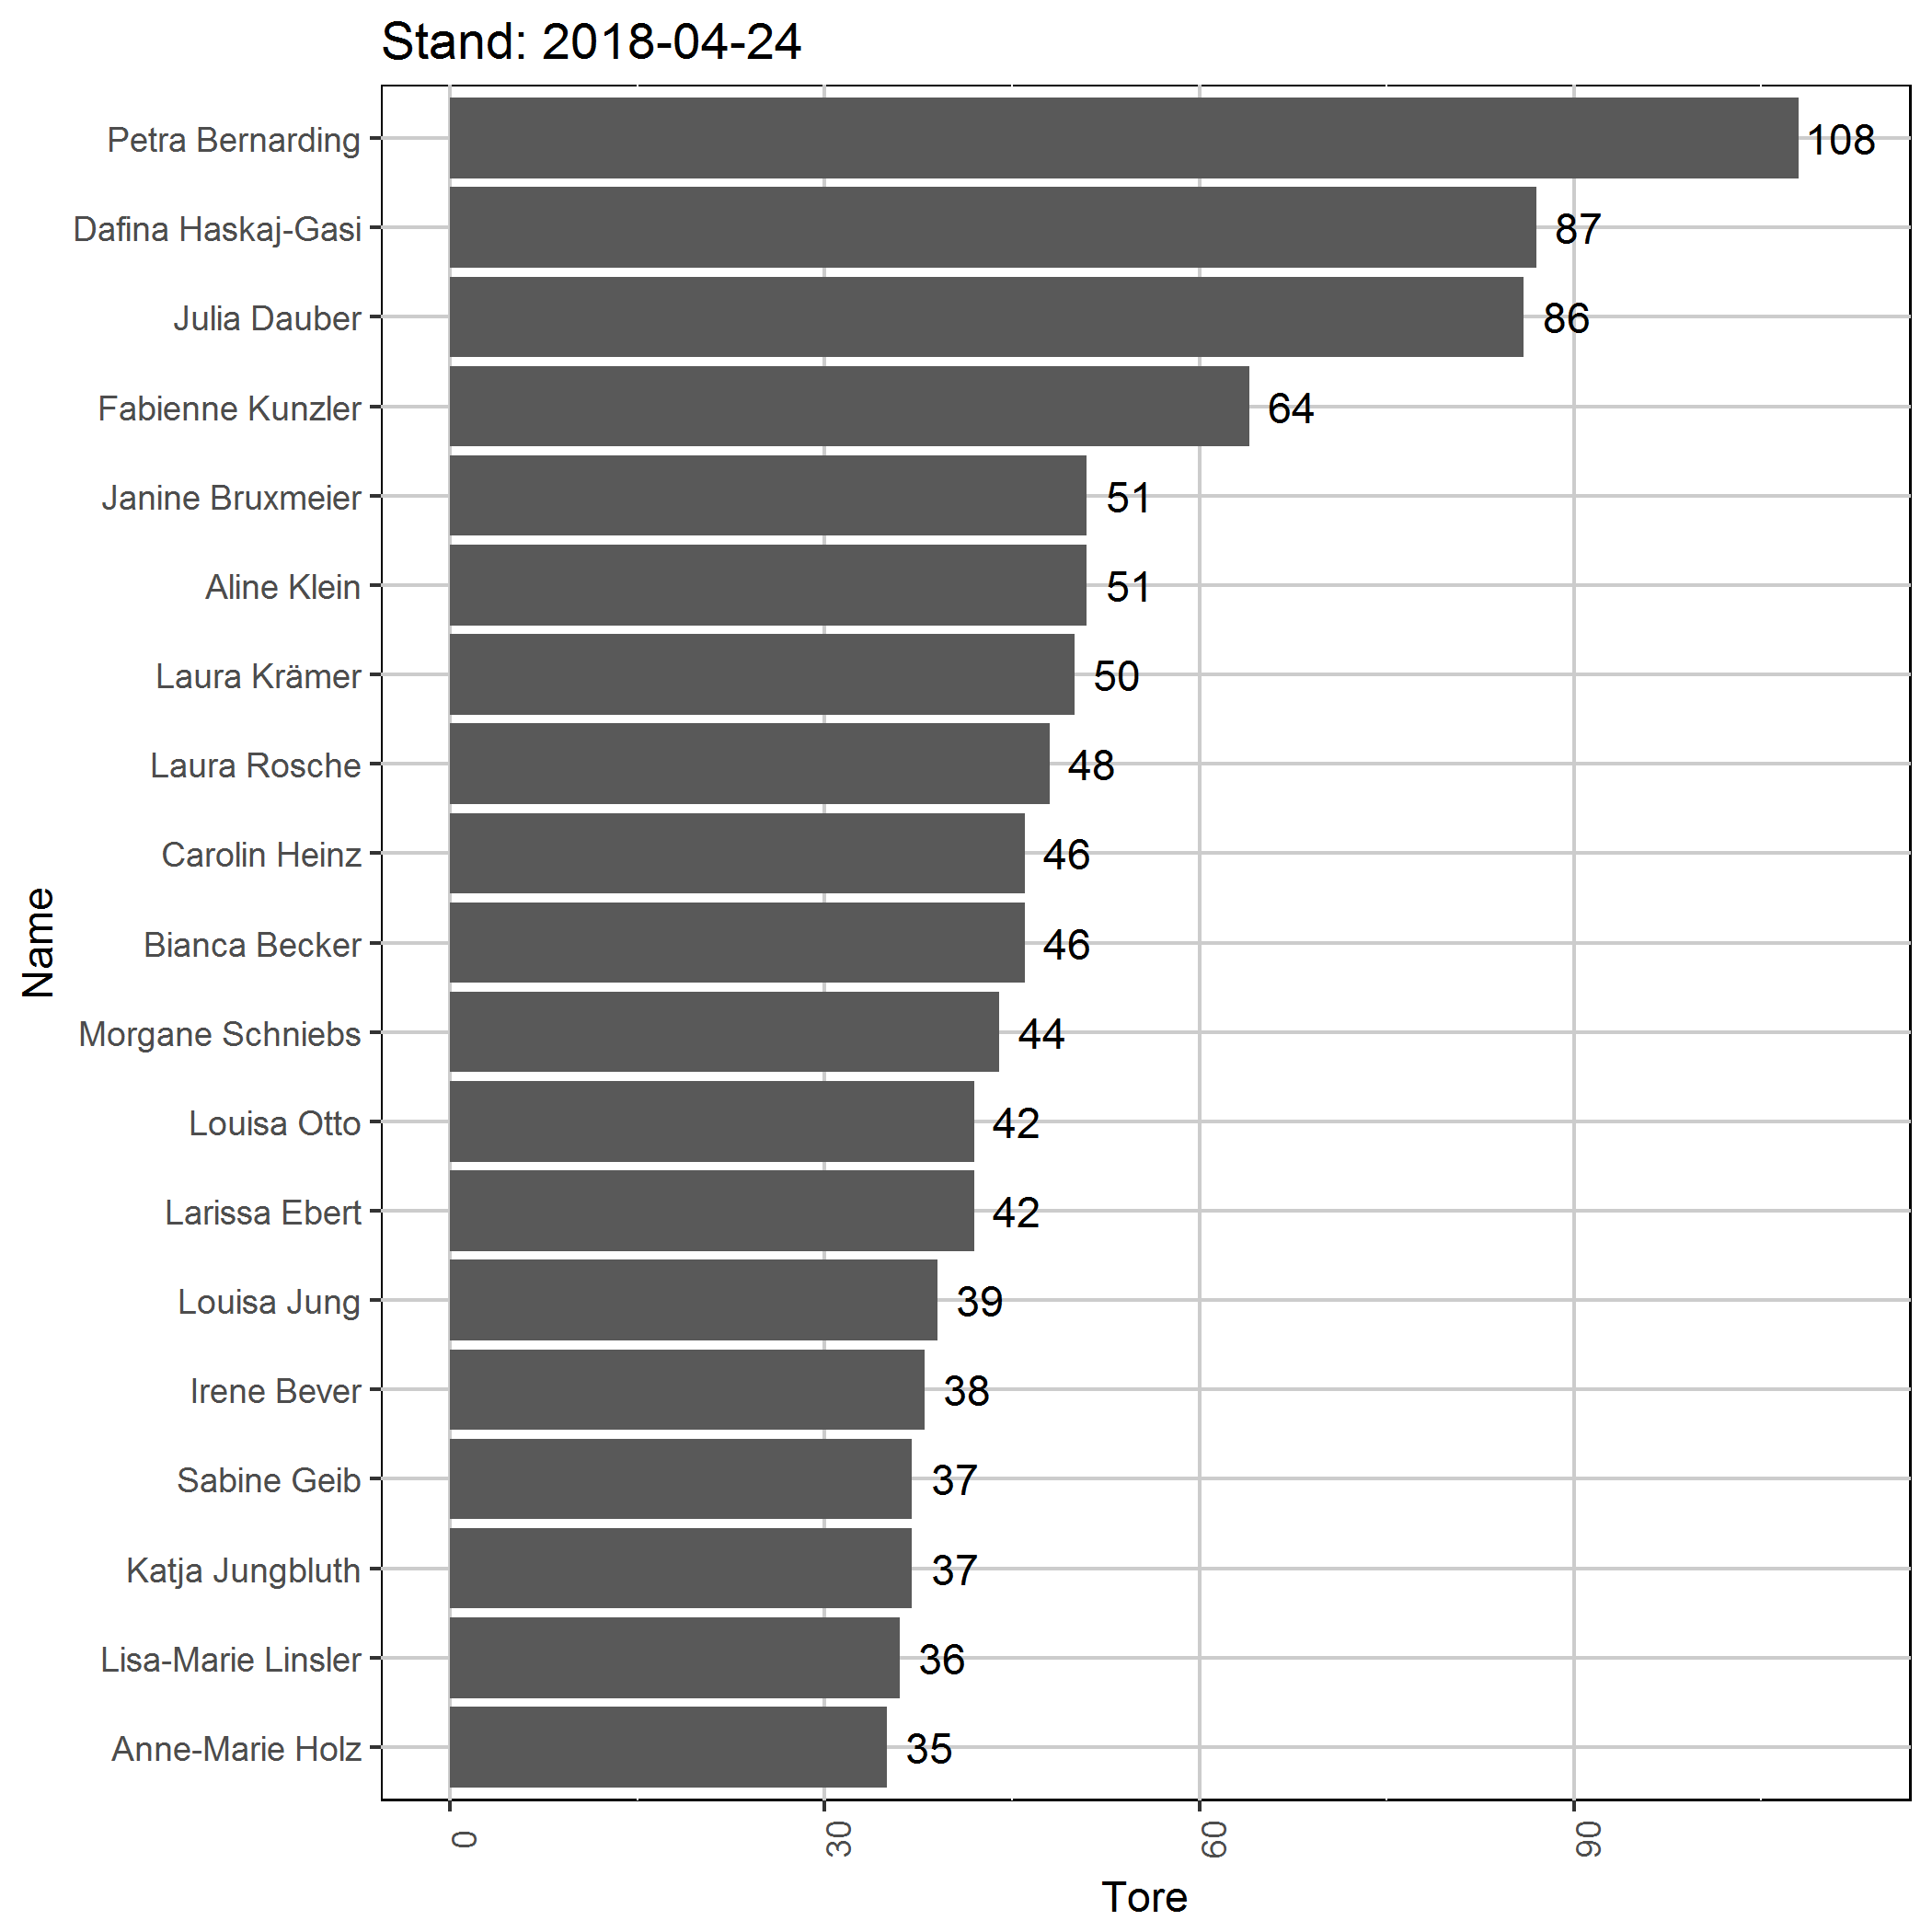 Stand: 2018-04-24
Petra Bernarding 108
Dafina Haskaj-Gasi 87
Julia Dauber 86
Fabienne Kunzler 64
Janine Bruxmeier 51
Aline Klein 51
Laura Krämer 50
Laura Rosche 48
Carolin Heinz 46
Bianca Becker 46
Morgane Schniebs 44
Louisa Otto 42
Larissa Ebert 42
Louisa Jung 39
Irene Bever 38
Sabine Geib 37
Katja Jungbluth 37
Lisa-Marie Linsler 36
Anne-Marie Holz 35
Name
0 30 60 90
Tore